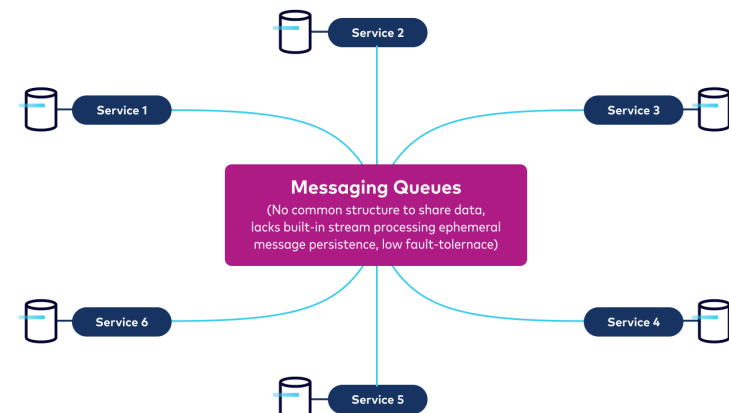 Service 2
Service 1
Service 3
Messaging Queues
(No common structure to share data,
lacks built-in stream processing ephemeral
message persistence, low fault-tolernace)
Service 6
Service 4
Service 5